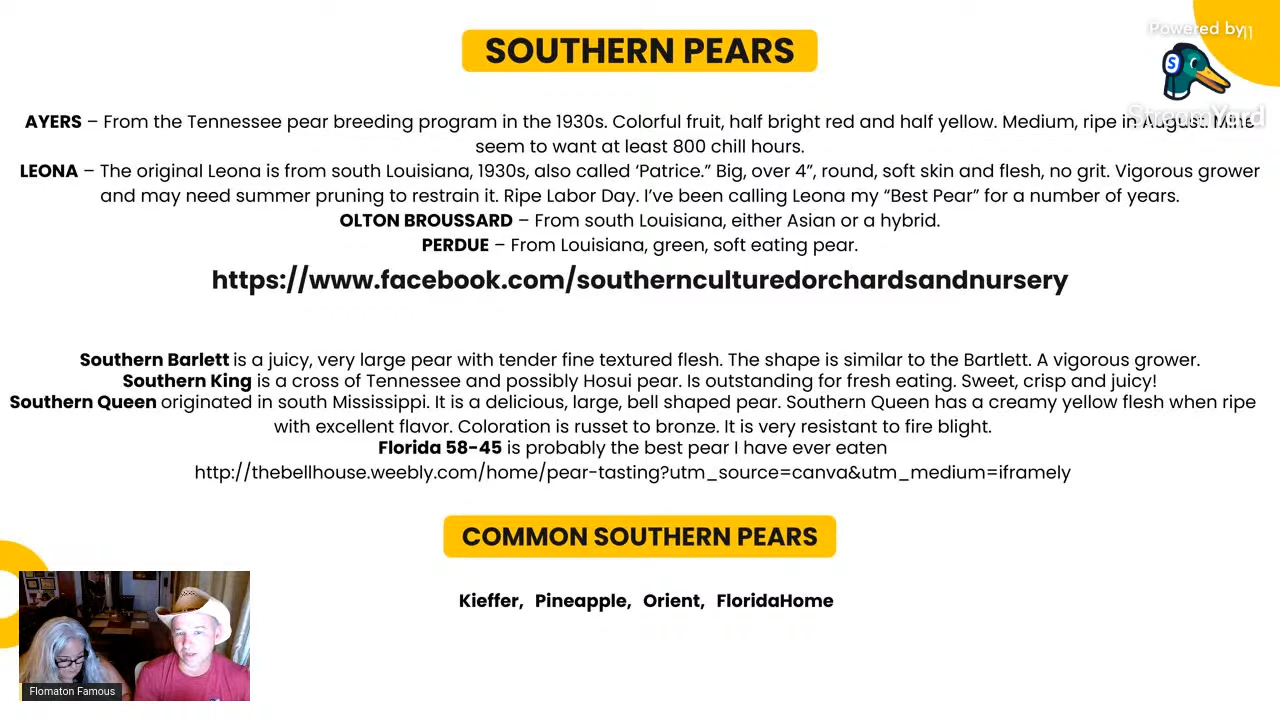 Powered by
StreamYard
SOUTHERN PEARS
AYERS – From the Tennessee pear breeding program in the 1930s. Colorful fruit, half bright red and half yellow. Medium, ripe in August. Mine
seem to want at least 800 chill hours.
LEONA – The original Leona is from south Louisiana, 1930s, also called ‘Patrice.” Big, over 4”, round, soft skin and flesh, no grit. Vigorous grower
and may need summer pruning to restrain it. Ripe Labor Day. I’ve been calling Leona my “Best Pear” for a number of years.
OLTON BROUSSARD – From south Louisiana, either Asian or a hybrid.
PERDUE – From Louisiana, green, soft eating pear.
https://www.facebook.com/southernculturedorchardsandnursery
Southern Barlett is a juicy, very large pear with tender fine textured flesh. The shape is similar to the Bartlett. A vigorous grower.
Southern King is a cross of Tennessee and possibly Hosui pear. Is outstanding for fresh eating. Sweet, crisp and juicy!
Southern Queen originated in south Mississippi. It is a delicious, large, bell shaped pear. Southern Queen has a creamy yellow flesh when ripe
with excellent flavor. Coloration is russet to bronze. It is very resistant to fire blight.
Florida 58-45 is probably the best pear I have ever eaten
http://thebellhouse.weebly.com/home/pear-tasting?utm_source=canva&utm_medium=iframely
COMMON SOUTHERN PEARS
Kieffer, Pineapple, Orient, FloridaHome
Flomaton Famous